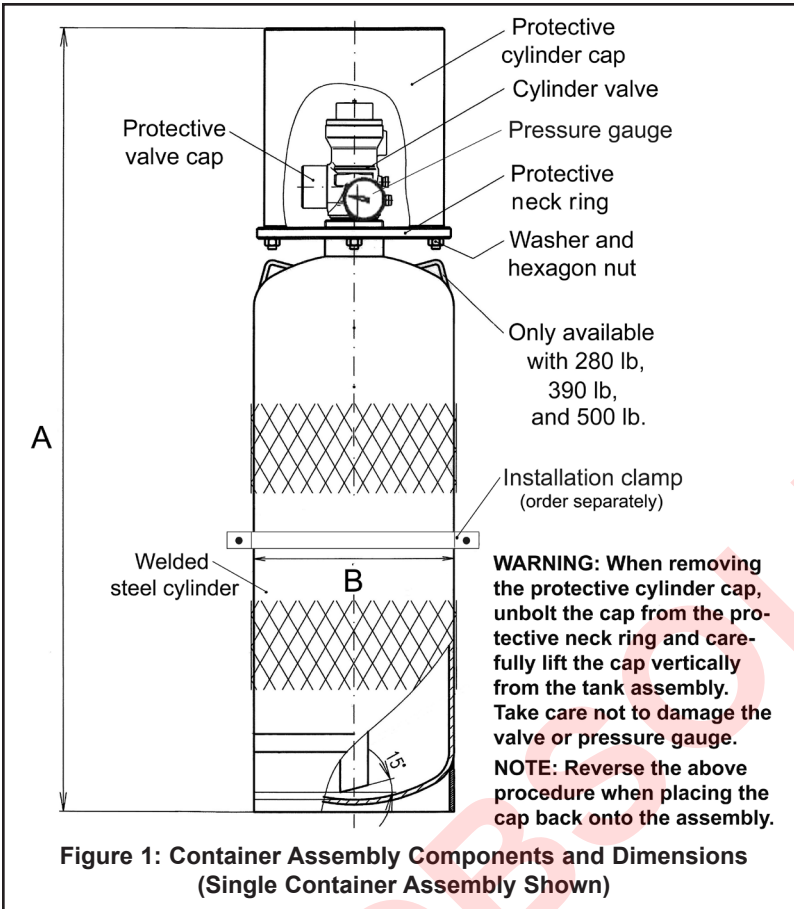 Protective
cylinder cap
Cylinder valve
Protective
valve cap
Pressure gauge
Protective
neck ring
Washer and
hexagon nut
Only available
with 280 lb,
390 lb,
and 500 lb.
A
Installation clamp
(order separately)
Welded
steel cylinder
B
WARNING: When removing
the protective cylinder cap,
unbolt the cap from the pro-
tective neck ring and care-
fully lift the cap vertically
from the tank assembly.
Take care not to damage the
valve or pressure gauge.
15°
NOTE: Reverse the above
procedure when placing the
cap back onto the assembly.
Figure 1: Container Assembly Components and Dimensions
(Single Container Assembly Shown)